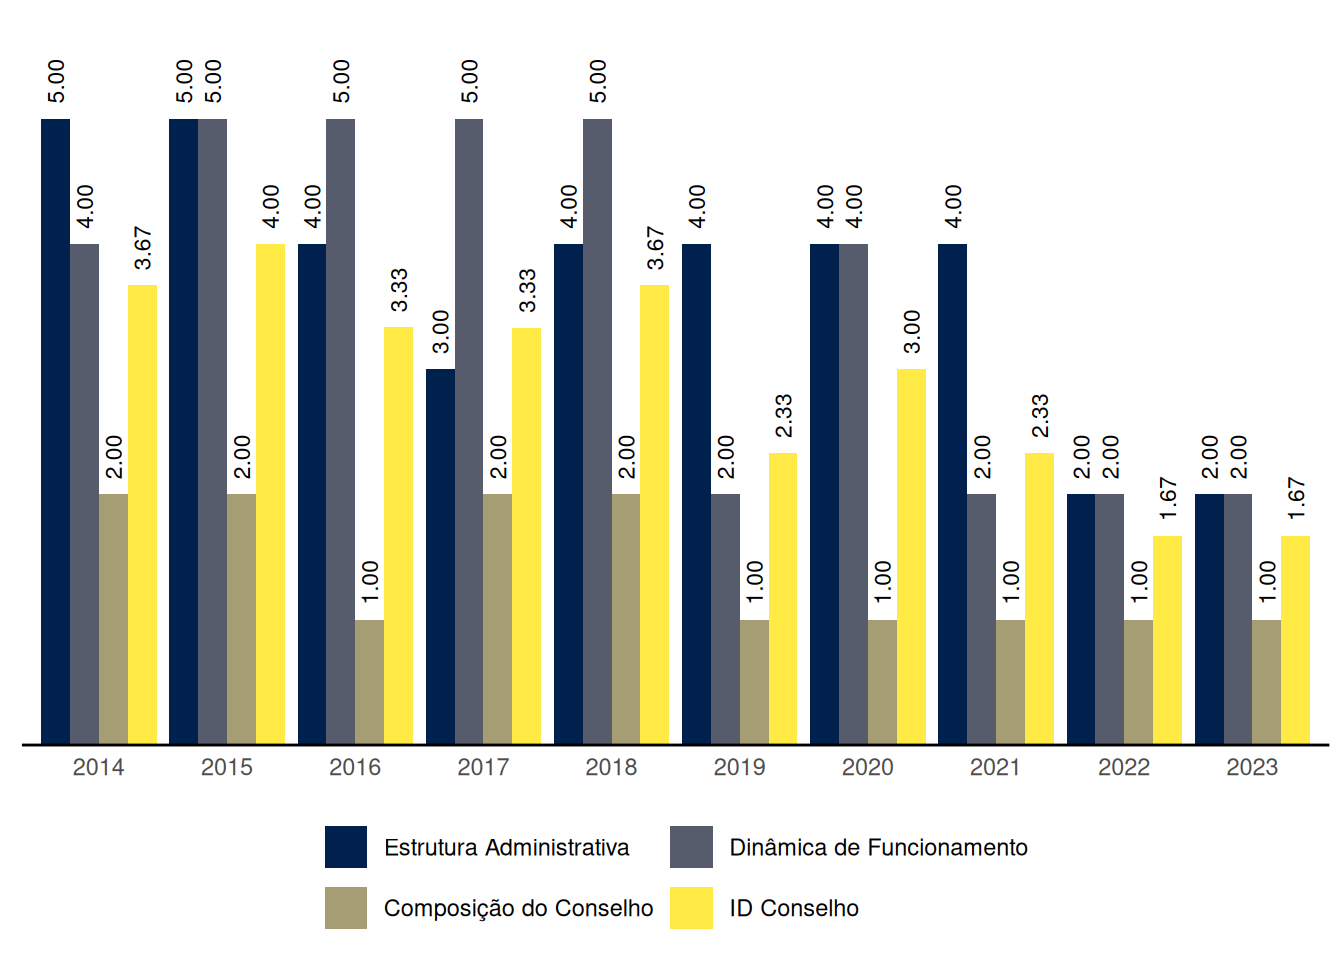 5.00 4.00 2.00 3.67 5.00 5.00 2.00 4.00 4.00 5.00 1.00 3.33 3.00 5.00 2.00 3.33 4.00 5.00 2.00 3.67 4.00 2.00 1.00 2.33 4.00 4.00 1.00 3.00 4.00 2.00 1.00 2.33 2.00 2.00 1.00 1.67 2.00 2.00 1.00 1.67
2014 2015 2016 2017 2018 2019 2020 2021 2022 2023
Estrutura Administrativa Dinâmica de Funcionamento
Composição do Conselho ID Conselho